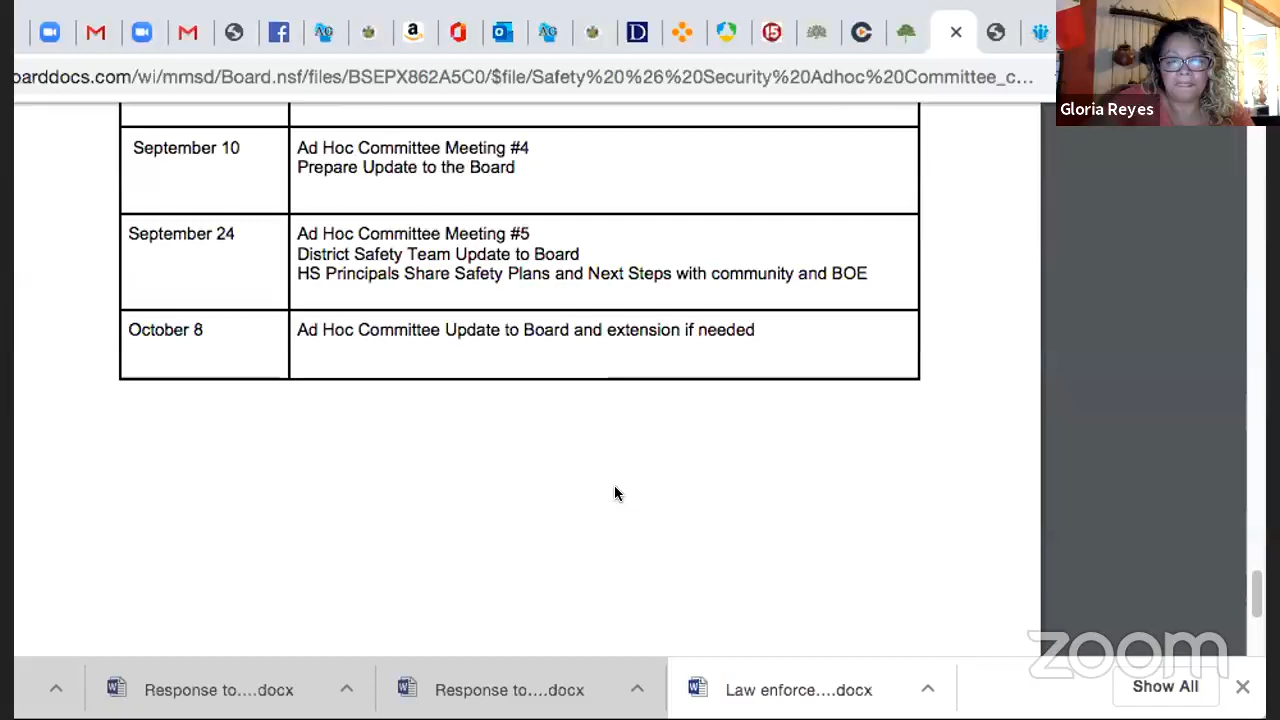 arddocs.com/wi/mmsd/Board.nsf/files/BSEPX862A5C0/$file/Safety%20%26%20Security%20Adhoc%20Committee_c...
Gloria Reyes
September 10
Ad Hoc Committee Meeting #4
Prepare Update to the Board
September 24
Ad Hoc Committee Meeting #5
District Safety Team Update to Board
HS Principals Share Safety Plans and Next Steps with community and BOE
October 8
Ad Hoc Committee Update to Board and extension if needed
zoom
Response to....docx
Response to....docx
Law enforce....docx
Show All